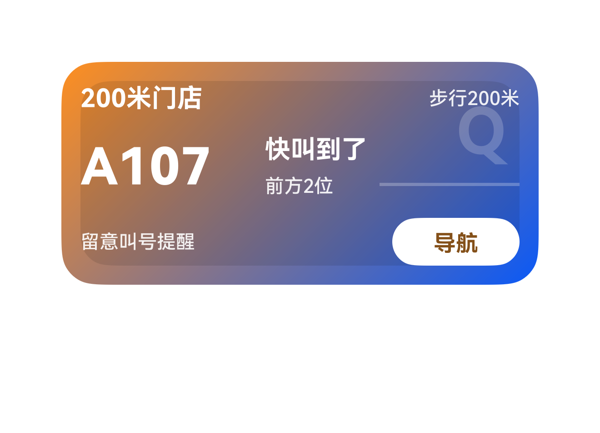 200米门店
步行200米
Q
A107
快叫到了
前方2位
留意叫号提醒
导航